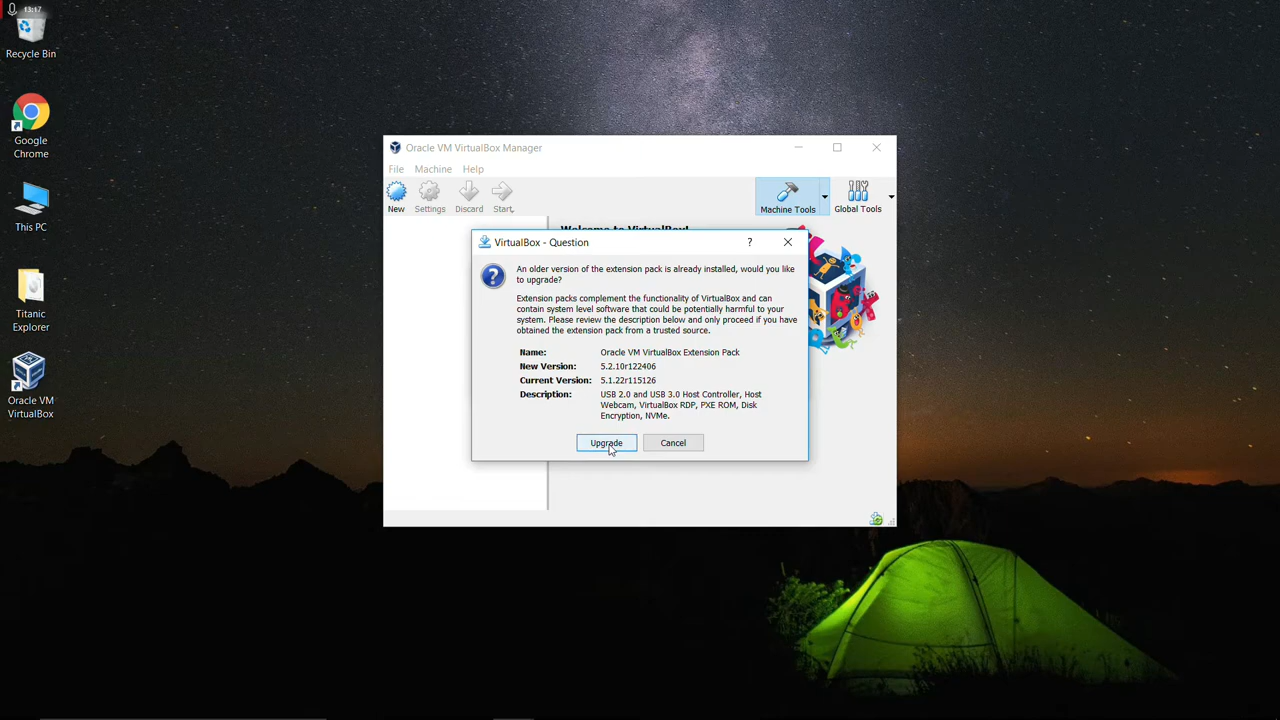 13:17
Recycle Bin
Google
Chrome
This PC
Titanic
Explorer
Oracle VM
VirtualBox
Oracle VM VirtualBox Manager
File Machine Help
New Settings Discard Start
Machine Tools Global Tools
Welcome to VirtualBox!
VirtualBox - Question
?
An older version of the extension pack is already installed, would you like
to upgrade?
Extension packs complement the functionality of VirtualBox and can
contain system level software that could be potentially harmful to your
system. Please review the description below and only proceed if you have
obtained the extension pack from a trusted source.
Name: Oracle VM VirtualBox Extension Pack
New Version: 5.2.10r122406
Current Version: 5.1.22r115126
Description: USB 2.0 and USB 3.0 Host Controller, Host
Webcam, VirtualBox RDP, PXE ROM, Disk
Encryption, NVMe.
Upgrade Cancel